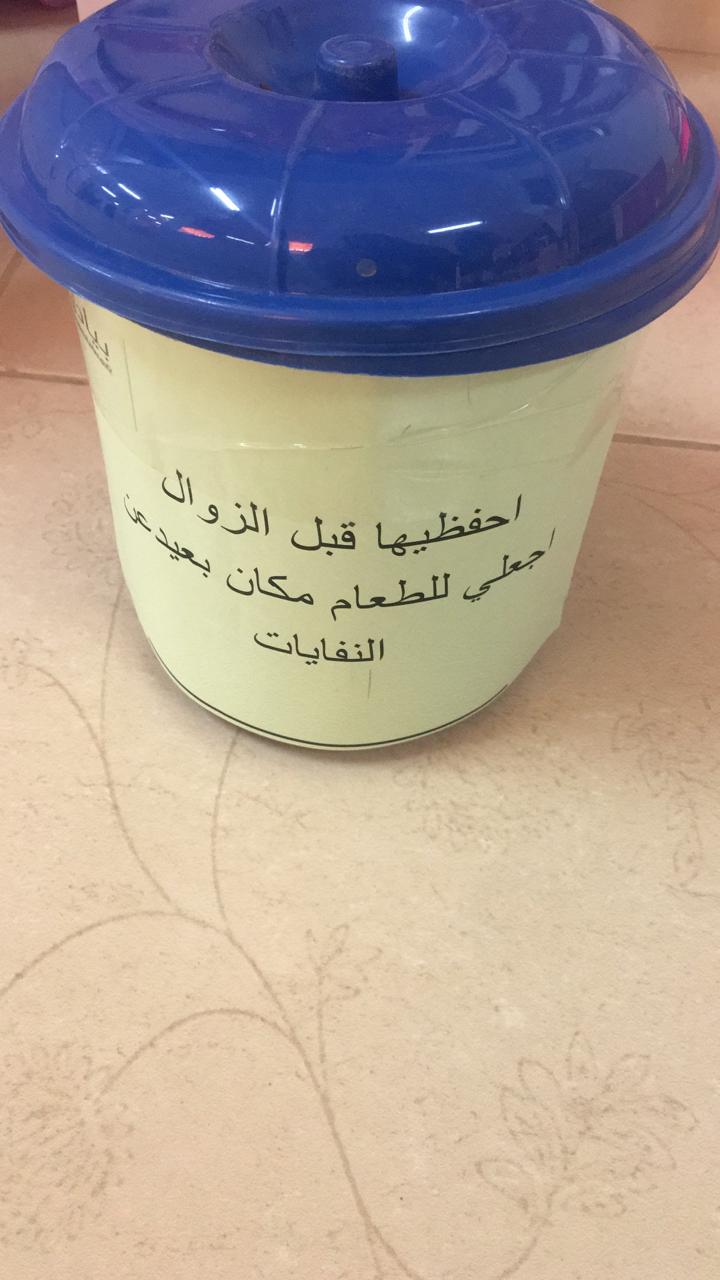 احفظيها قبل الزوال
اجعلي للطعام مكان بعيد عن
النفايات